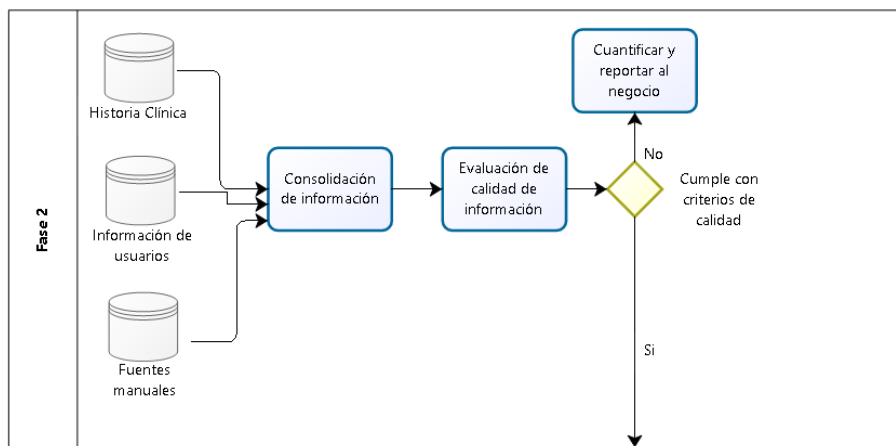 Fase 2
Historia Clínica
Información de
usuarios
Fuentes
manuales
Consolidación
de información
Evaluación de
calidad de
información
Cuantificar y
reportar al
negocio
No
Cumple con
criterios de
calidad
Si